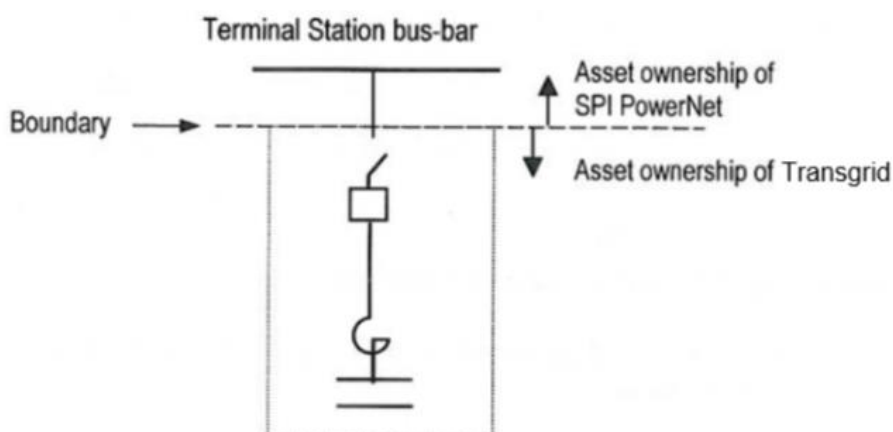 Terminal Station bus-bar
Asset ownership of
SPI PowerNet
Boundary
Asset ownership of Transgrid